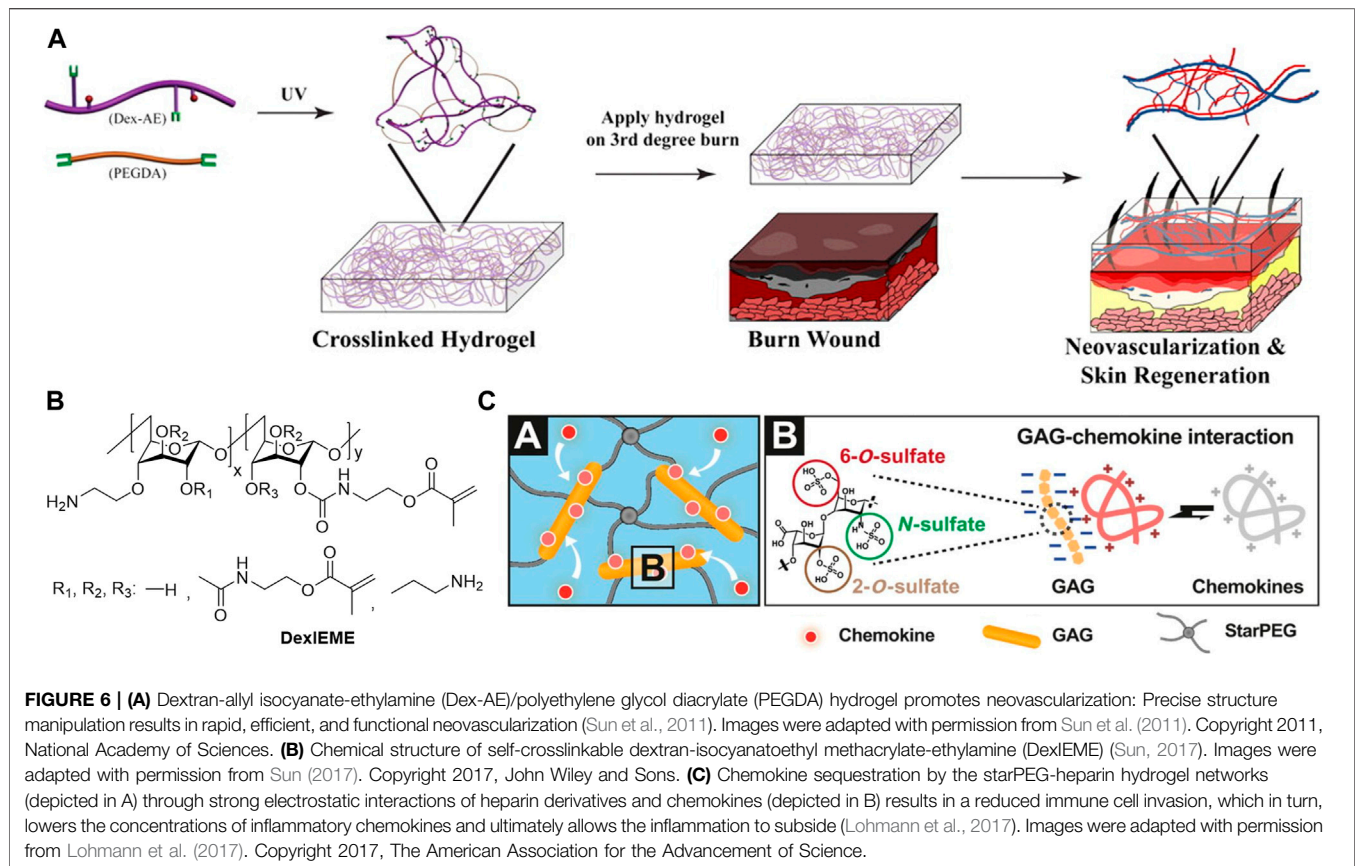 A
(Dex-AE)
(PEGDA)
UV
Crosslinked Hydrogel
Apply hydrogel
on 3rd degree burn
Burn Wound
Neovascularization &
Skin Regeneration
B
OR2
OR2
x
y
O
O
O
O
OR1
OR3
H2N
O
O
H
N
O
O
O
R1, R2, R3: —H ,
H
N
O
O
O
,
NH2
DexIEME
C
A
B
B
GAG-chemokine interaction
6-O-sulfate
N-sulfate
2-O-sulfate
GAG
Chemokines
Chemokine
GAG
StarPEG
FIGURE 6 | (A) Dextran-allyl isocyanate-ethylamine (Dex-AE)/polyethylene glycol diacrylate (PEGDA) hydrogel promotes neovascularization: Precise structure
manipulation results in rapid, efficient, and functional neovascularization (Sun et al., 2011). Images were adapted with permission from Sun et al. (2011). Copyright 2011,
National Academy of Sciences. (B) Chemical structure of self-crosslinkable dextran-isocyanatoethyl methacrylate-ethylamine (DexIEME) (Sun, 2017). Images were
adapted with permission from Sun (2017). Copyright 2017, John Wiley and Sons. (C) Chemokine sequestration by the starPEG-heparin hydrogel networks
(depicted in A) through strong electrostatic interactions of heparin derivatives and chemokines (depicted in B) results in a reduced immune cell invasion, which in turn,
lowers the concentrations of inflammatory chemokines and ultimately allows the inflammation to subside (Lohmann et al., 2017). Images were adapted with permission
from Lohmann et al. (2017). Copyright 2017, The American Association for the Advancement of Science.